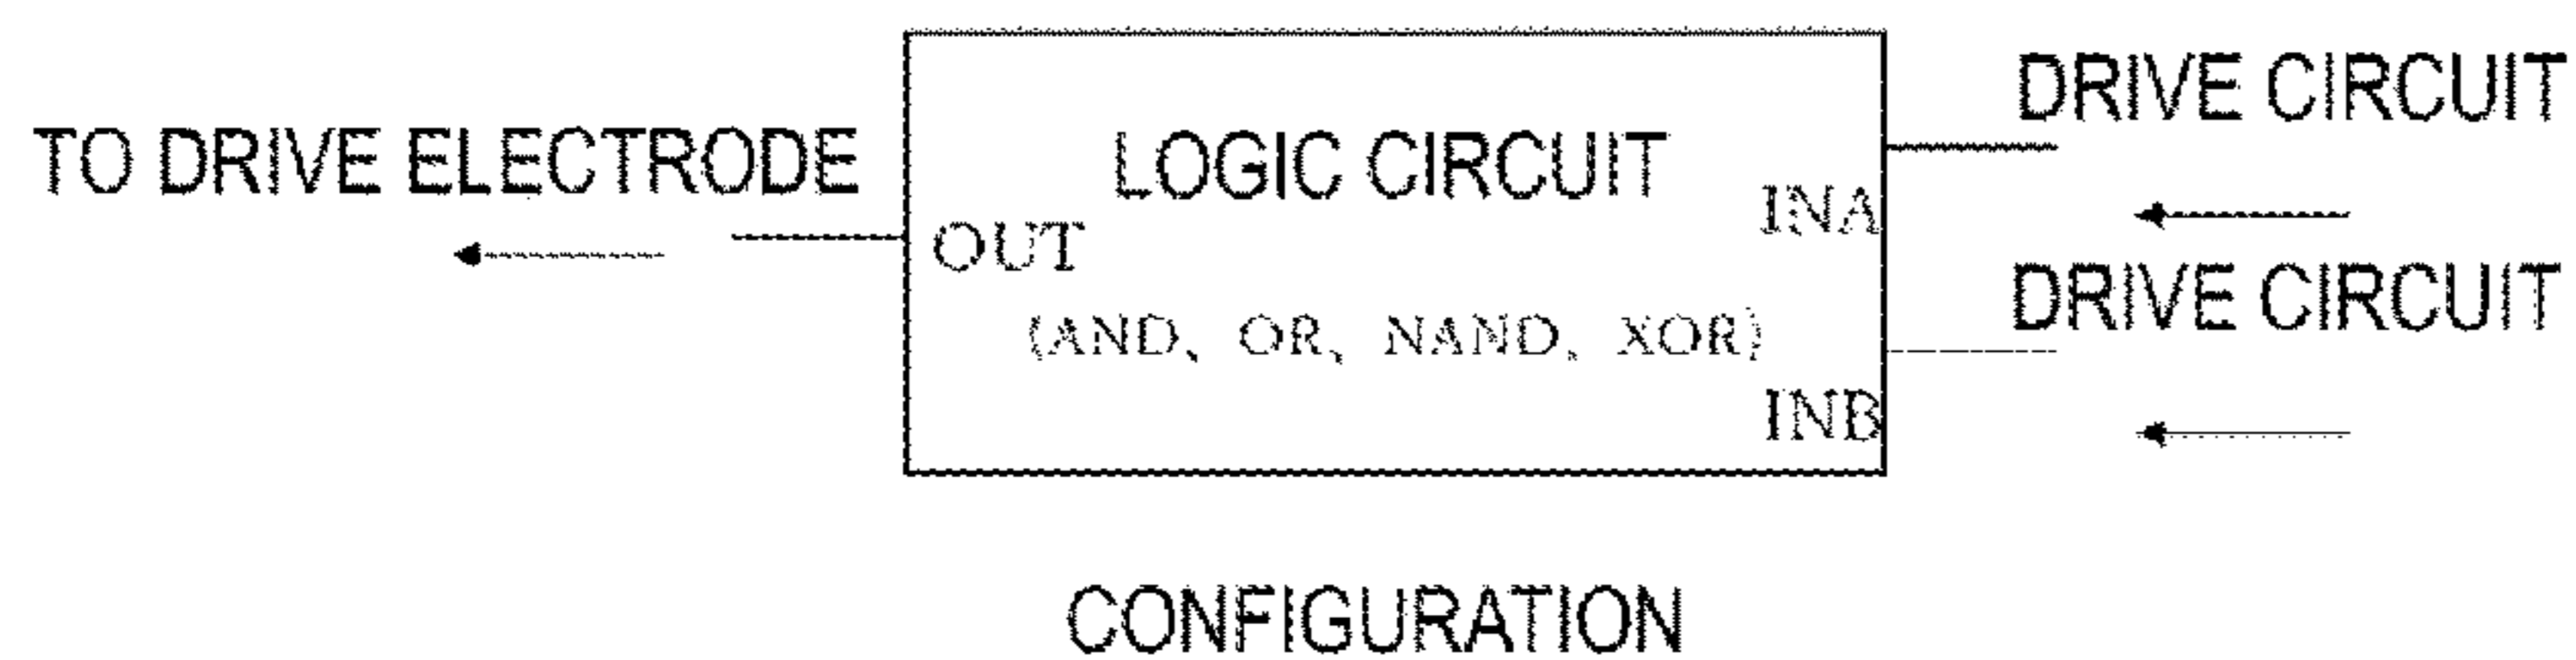 DRIVE CIRCUIT
TO DRIVE ELECTRODE
LOGIC CIRCUIT
INA
OUT
DRIVE CIRCUIT
(AND、 OR, NAND, XOR)
INB
CONFIGURATION